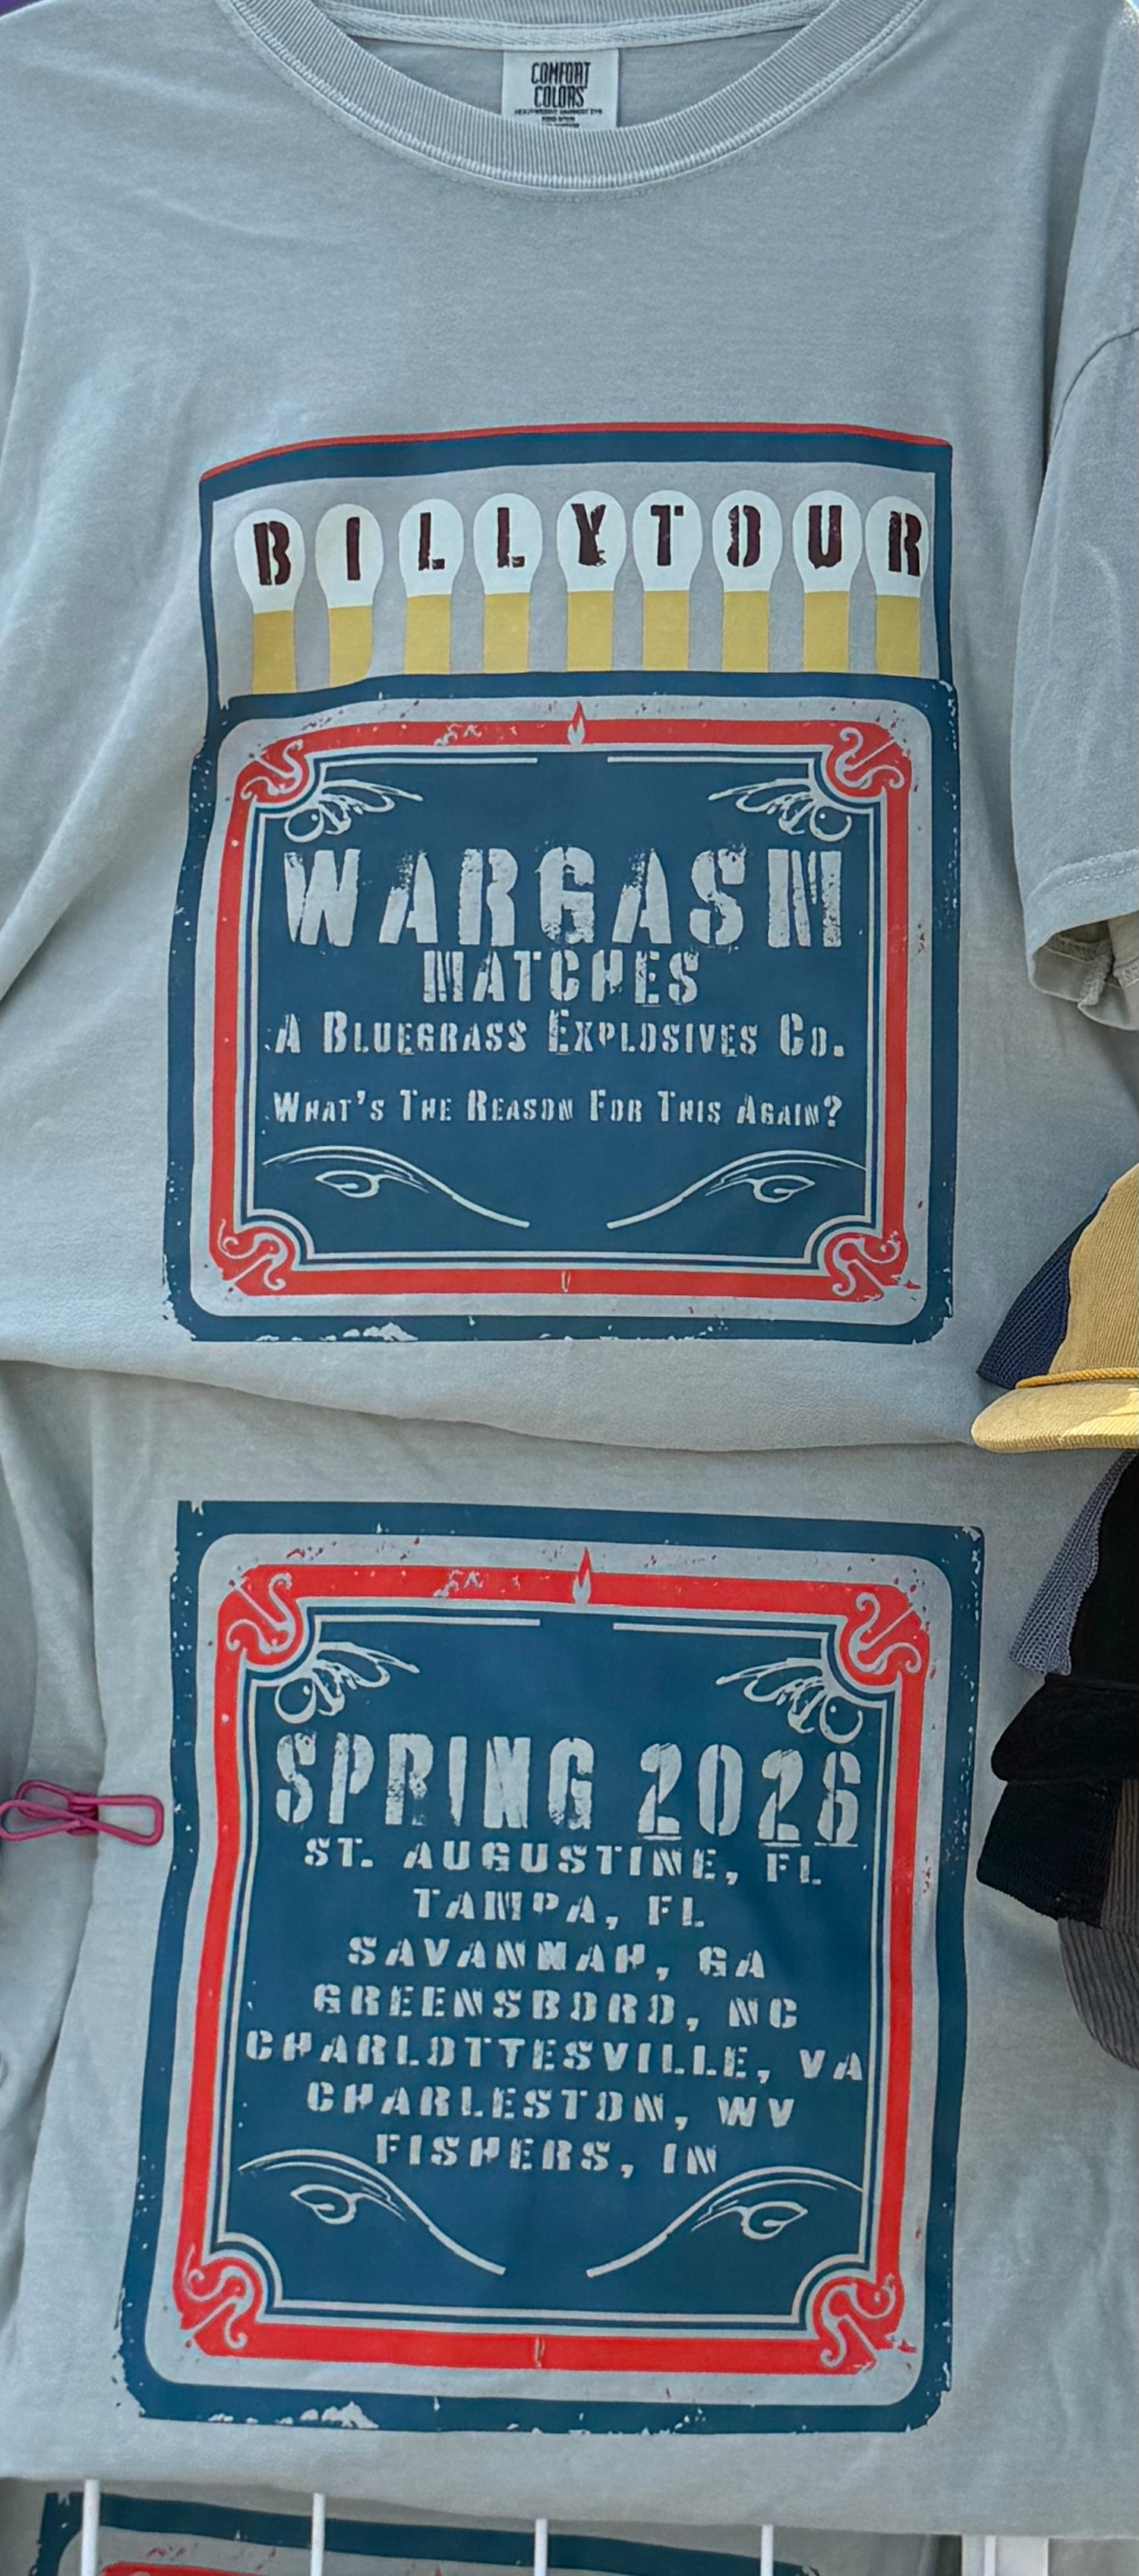 COMFORT
COLORS
BILLYTOUR
WARGASM
MATCHES
A BLUEGRASS EXPLOSIVES CO.
WHAT'S THE REASON FOR THIS AGAIN?
SPRING 2026
ST. AUGUSTINE, FL
TAMPA, FL
SAVANNAH, GA
GREENSBORO, NC
CHARLOTTESVILLE, VA
CHARLESTON, WV
FISHERS, IN